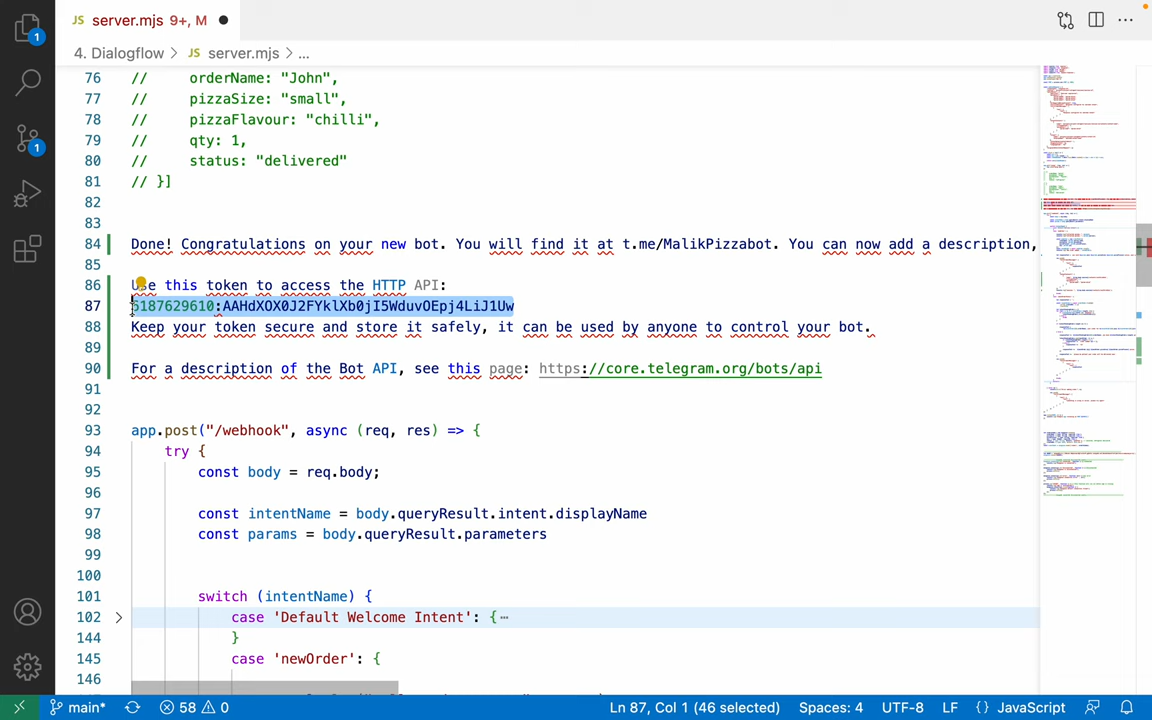 1
1
JS server.mjs 9+, M
4. Dialogflow > JS server.mjs > ...
76 // orderName: "John",
77 // pizzaSize: "small",
78 // pizzaFlavour: "chilli",
79 // qty: 1,
80 // status: "delivered"
81 // }]
82
83
84 Done! Congratulations on your new bot. You will find it at t.me/MalikPizzabot. You can now add a description,
85
86 Use this token to access the HTTP API:
87 5187629610:AAHdXOX0J2FYklXb0jI5WduvOEpj4LiJ1Uw
88 Keep your token secure and store it safely, it can be used by anyone to control your bot.
89
90 For a description of the Bot API, see this page: https://core.telegram.org/bots/api
91
92
93 app.post("/webhook", async (req, res) => {
94 try {
95 const body = req.body;
96
97 const intentName = body.queryResult.intent.displayName
98 const params = body.queryResult.parameters
99
100
101 switch (intentName) {
102 case 'Default Welcome Intent': {⋯
144 }
145 case 'newOrder': {
146
main* 58 0 Ln 87, Col 1 (46 selected) Spaces: 4 UTF-8 LF {} JavaScript